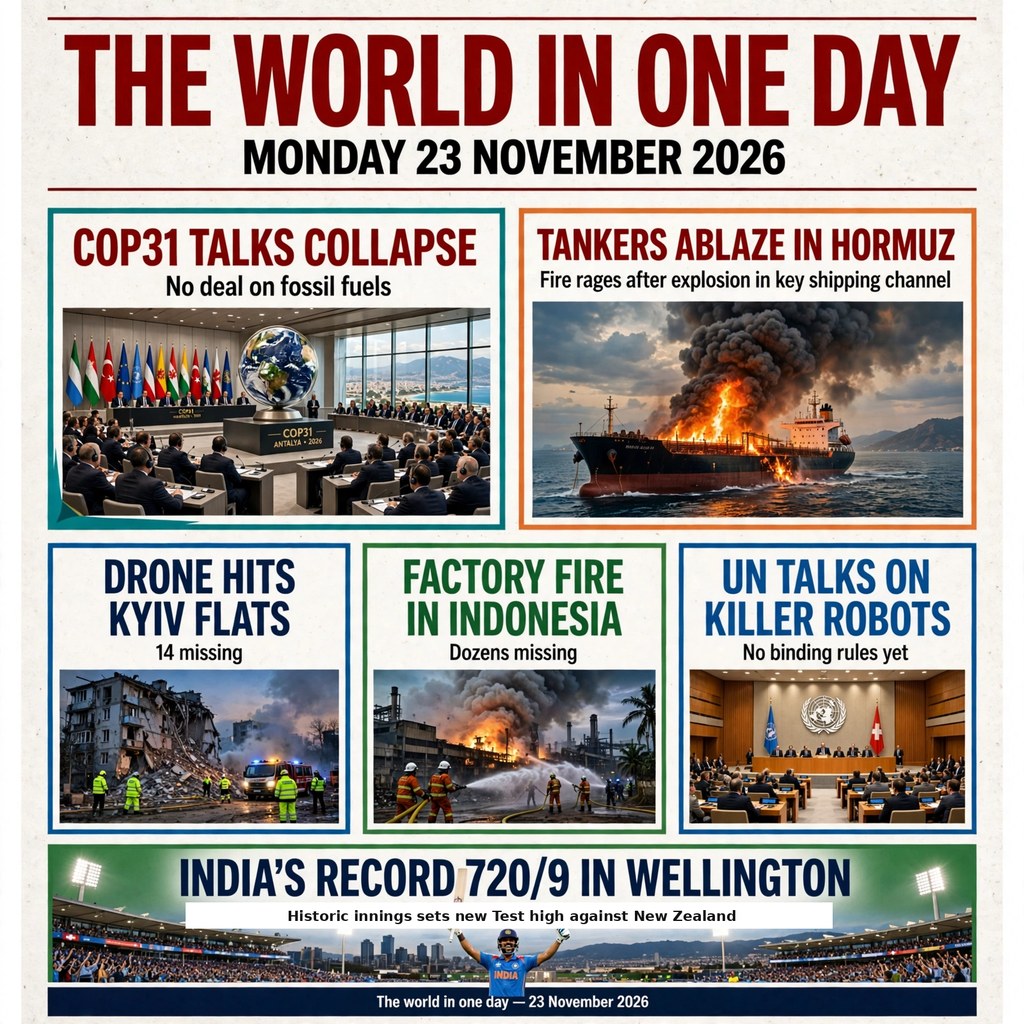 THE WORLD IN ONE DAY
MONDAY 23 NOVEMBER 2026
COP31 TALKS COLLAPSE
No deal on fossil fuels
COP31
COP31
ANTALYA • 2026
TANKERS ABLAZE IN HORMUZ
Fire rages after explosion in key shipping channel
DRONE HITS
KYIV FLATS
14 missing
FACTORY FIRE
IN INDONESIA
Dozens missing
UN TALKS ON
KILLER ROBOTS
No binding rules yet
INDIA'S RECORD 720/9 IN WELLINGTON
Historic innings sets new Test high against New Zealand
INDIA
The world in one day — 23 November 2026